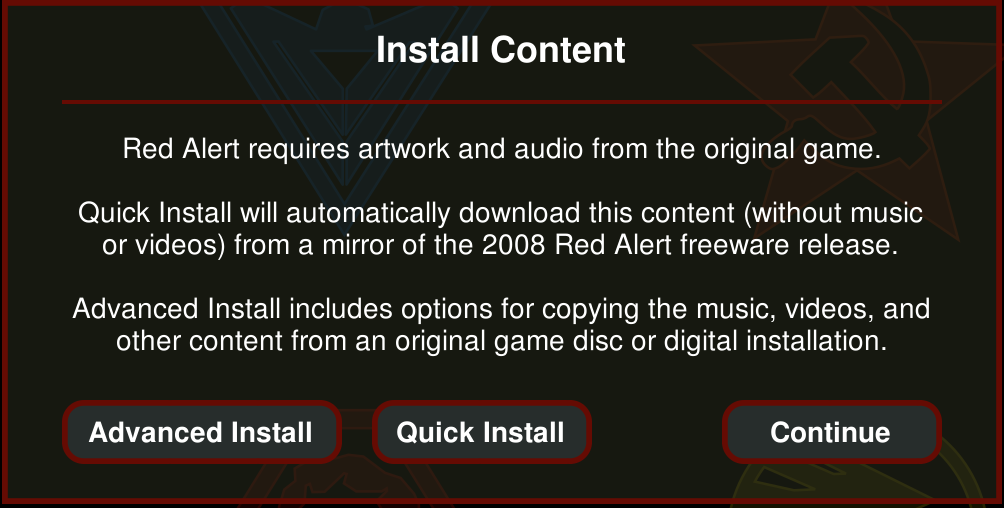 Install Content
Red Alert requires artwork and audio from the original game.
Quick Install will automatically download this content (without music
or videos) from a mirror of the 2008 Red Alert freeware release.
Advanced Install includes options for copying the music, videos, and
other content from an original game disc or digital installation.
Advanced Install
Quick Install
Continue